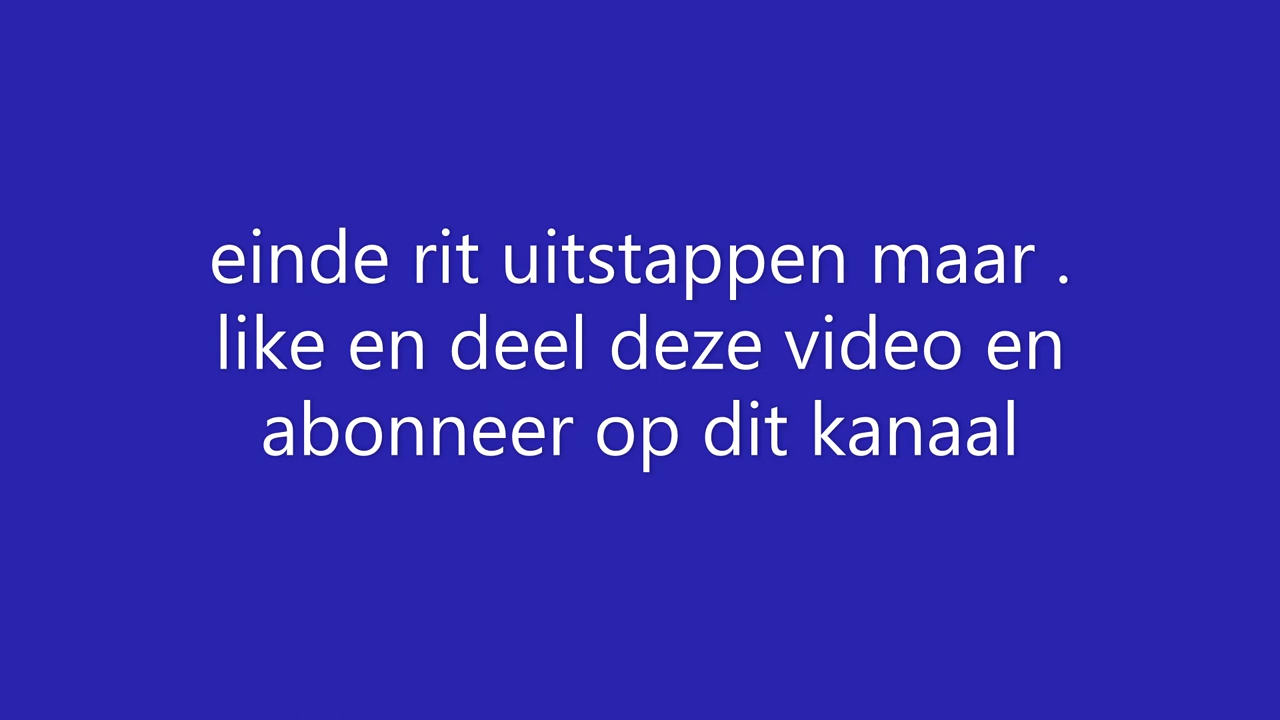 einde rit uitstappen maar .
like en deel deze video en
abonneer op dit kanaal